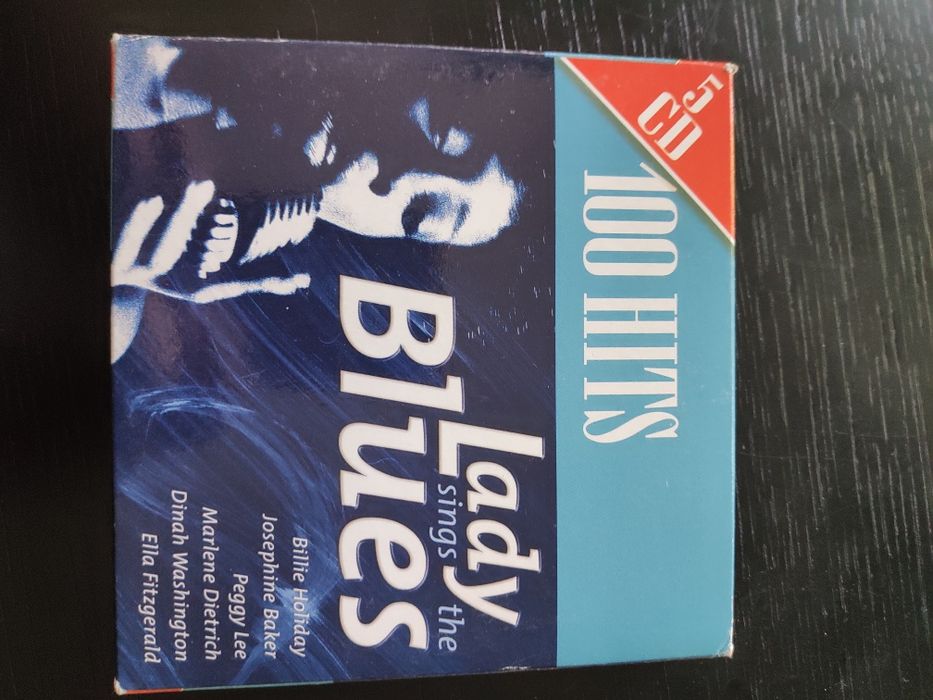 5
CD
100 HITS
Lady
sings the
Blues
Billie Holiday
Josephine Baker
Peggy Lee
Marlene Dietrich
Dinah Washington
Ella Fitzgerald